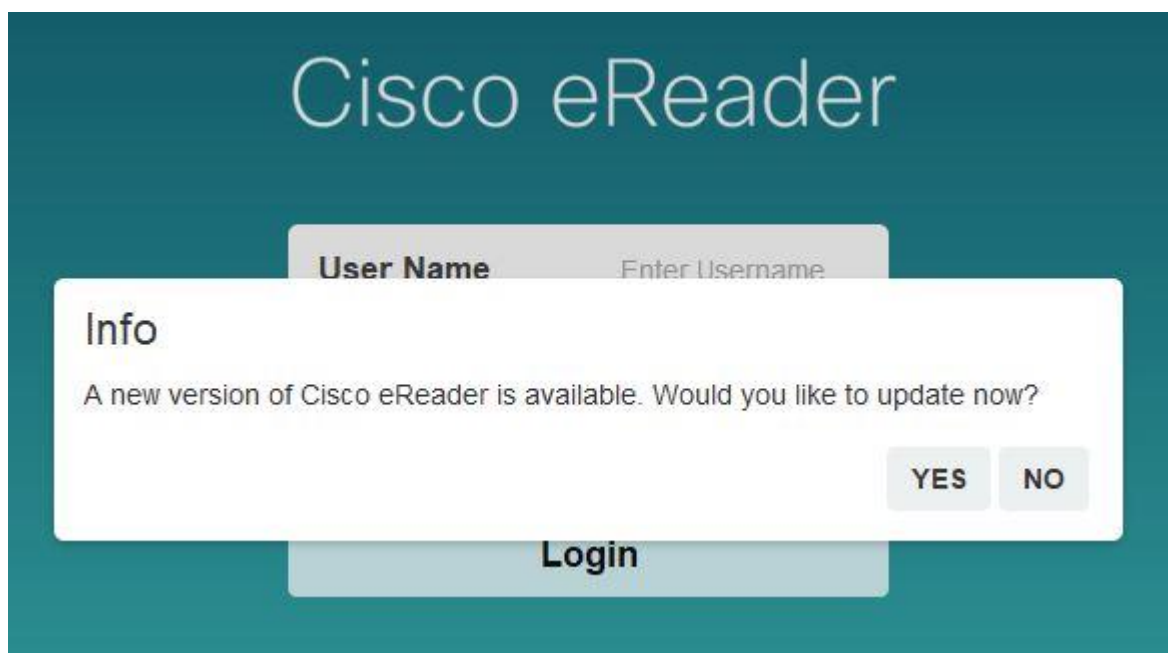 Cisco eReader
User Name Enter Username
Info
A new version of Cisco eReader is available. Would you like to update now?
YES NO
Login